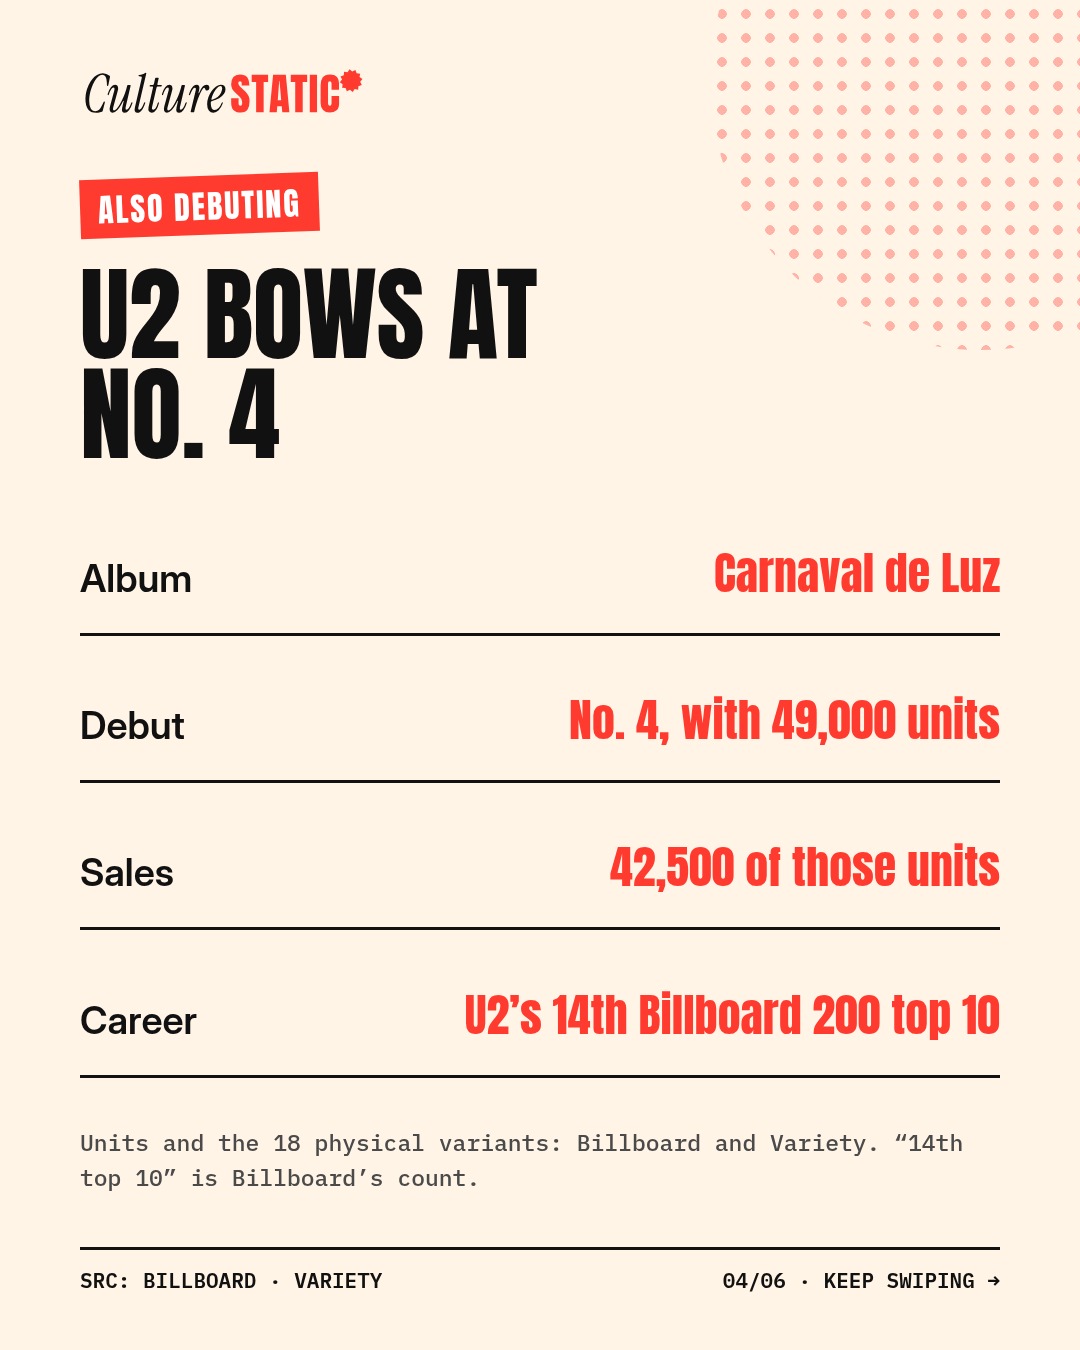 Culture STATIC
ALSO DEBUTING
U2 BOWS AT
NO. 4
Album Carnaval de Luz
Debut No. 4, with 49,000 units
Sales 42,500 of those units
Career U2’s 14th Billboard 200 top 10
Units and the 18 physical variants: Billboard and Variety. “14th
top 10” is Billboard’s count.
SRC: BILLBOARD · VARIETY 04/06 · KEEP SWIPING →